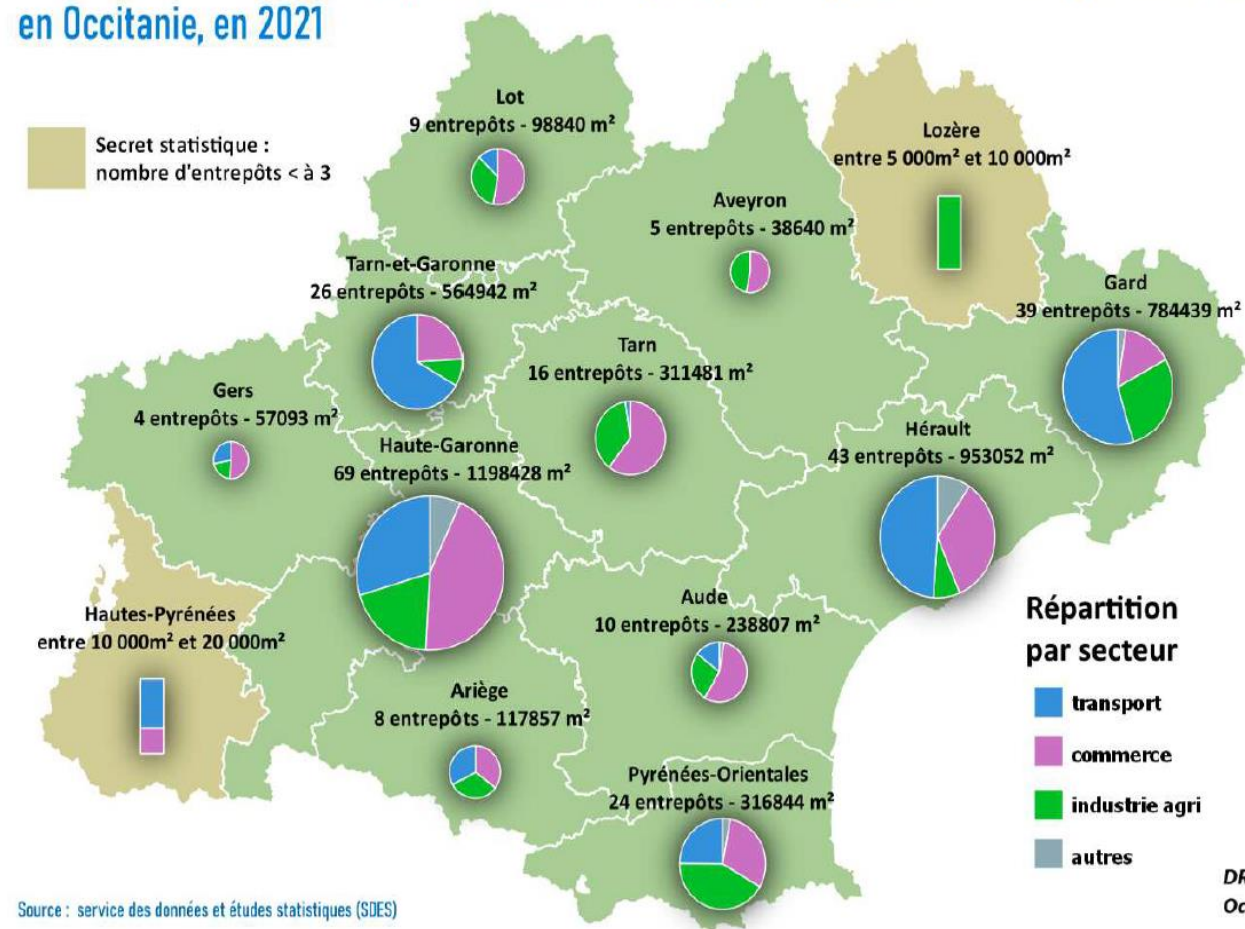 en Occitanie, en 2021
Secret statistique :
nombre d'entrepôts < à 3
Lot
9 entrepôts - 98840 m²
Lozère
entre 5 000m² et 10 000m²
Aveyron
5 entrepôts - 38640 m²
Tarn-et-Garonne
26 entrepôts - 564942 m²
Gard
39 entrepôts - 784439 m²
Tarn
16 entrepôts - 311481 m²
Gers
4 entrepôts - 57093 m²
Haute-Garonne
69 entrepôts - 1198428 m²
Hérault
43 entrepôts - 953052 m²
Hautes-Pyrénées
entre 10 000m² et 20 000m²
Aude
10 entrepôts - 238807 m²
Ariège
8 entrepôts - 117857 m²
Pyrénées-Orientales
24 entrepôts - 316844 m²
Répartition
par secteur
transport
commerce
industrie agri
autres
DR
Oc
Source : service des données et études statistiques (SDES)